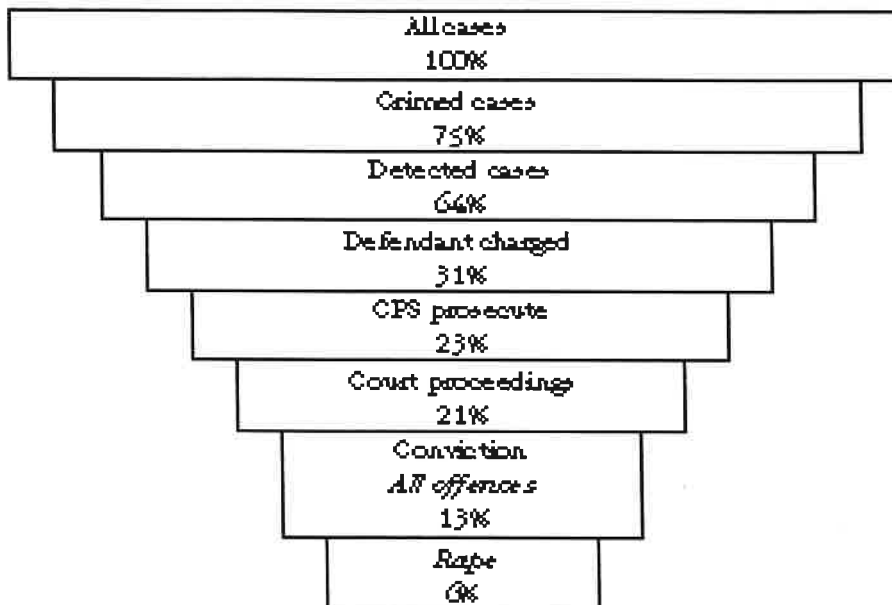 All cases
100%
Crimed cases
75%
Detected cases
64%
Defendant charged
31%
CPS prosecute
23%
Court proceedings
21%
Conviction
All offences
13%
Rape
6%